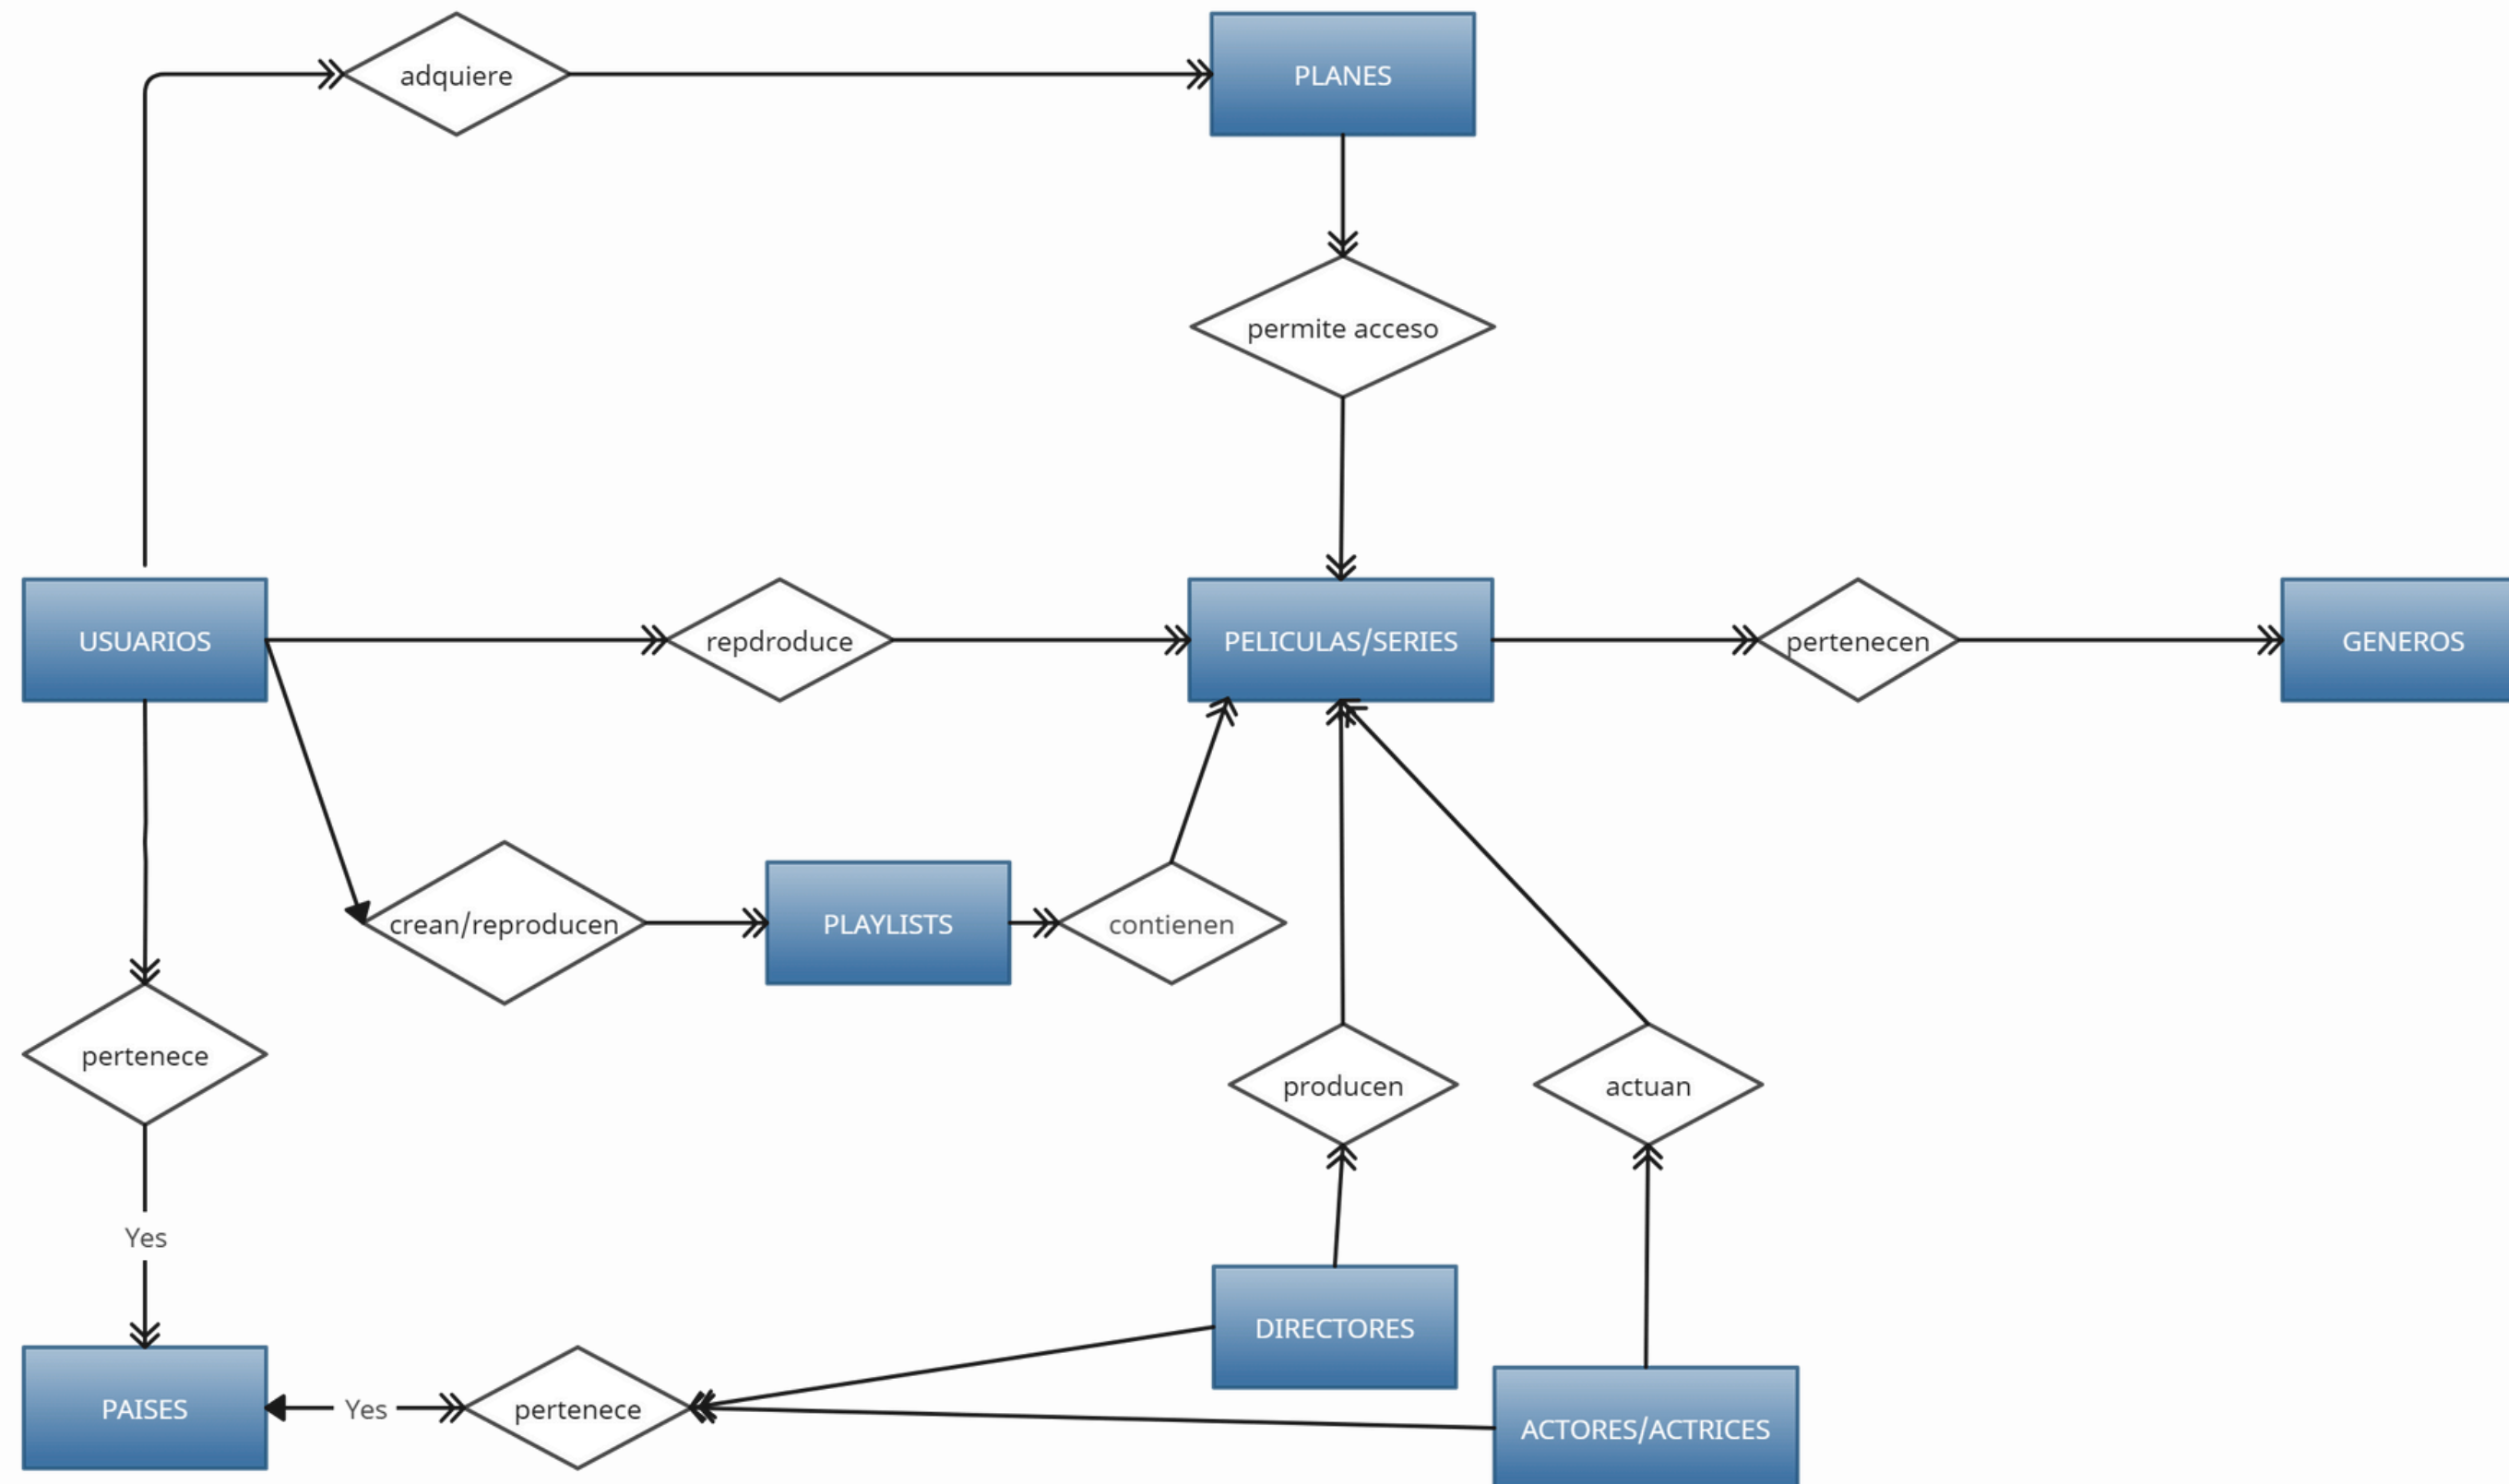 adquiere
PLANES
permite acceso
USUARIOS
repdroduce
PELICULAS/SERIES
pertenecen
GENEROS
crean/reproducen
PLAYLISTS
contienen
pertenece
producen
actuan
Yes
DIRECTORES
PAISES
Yes
pertenece
ACTORES/ACTRICES